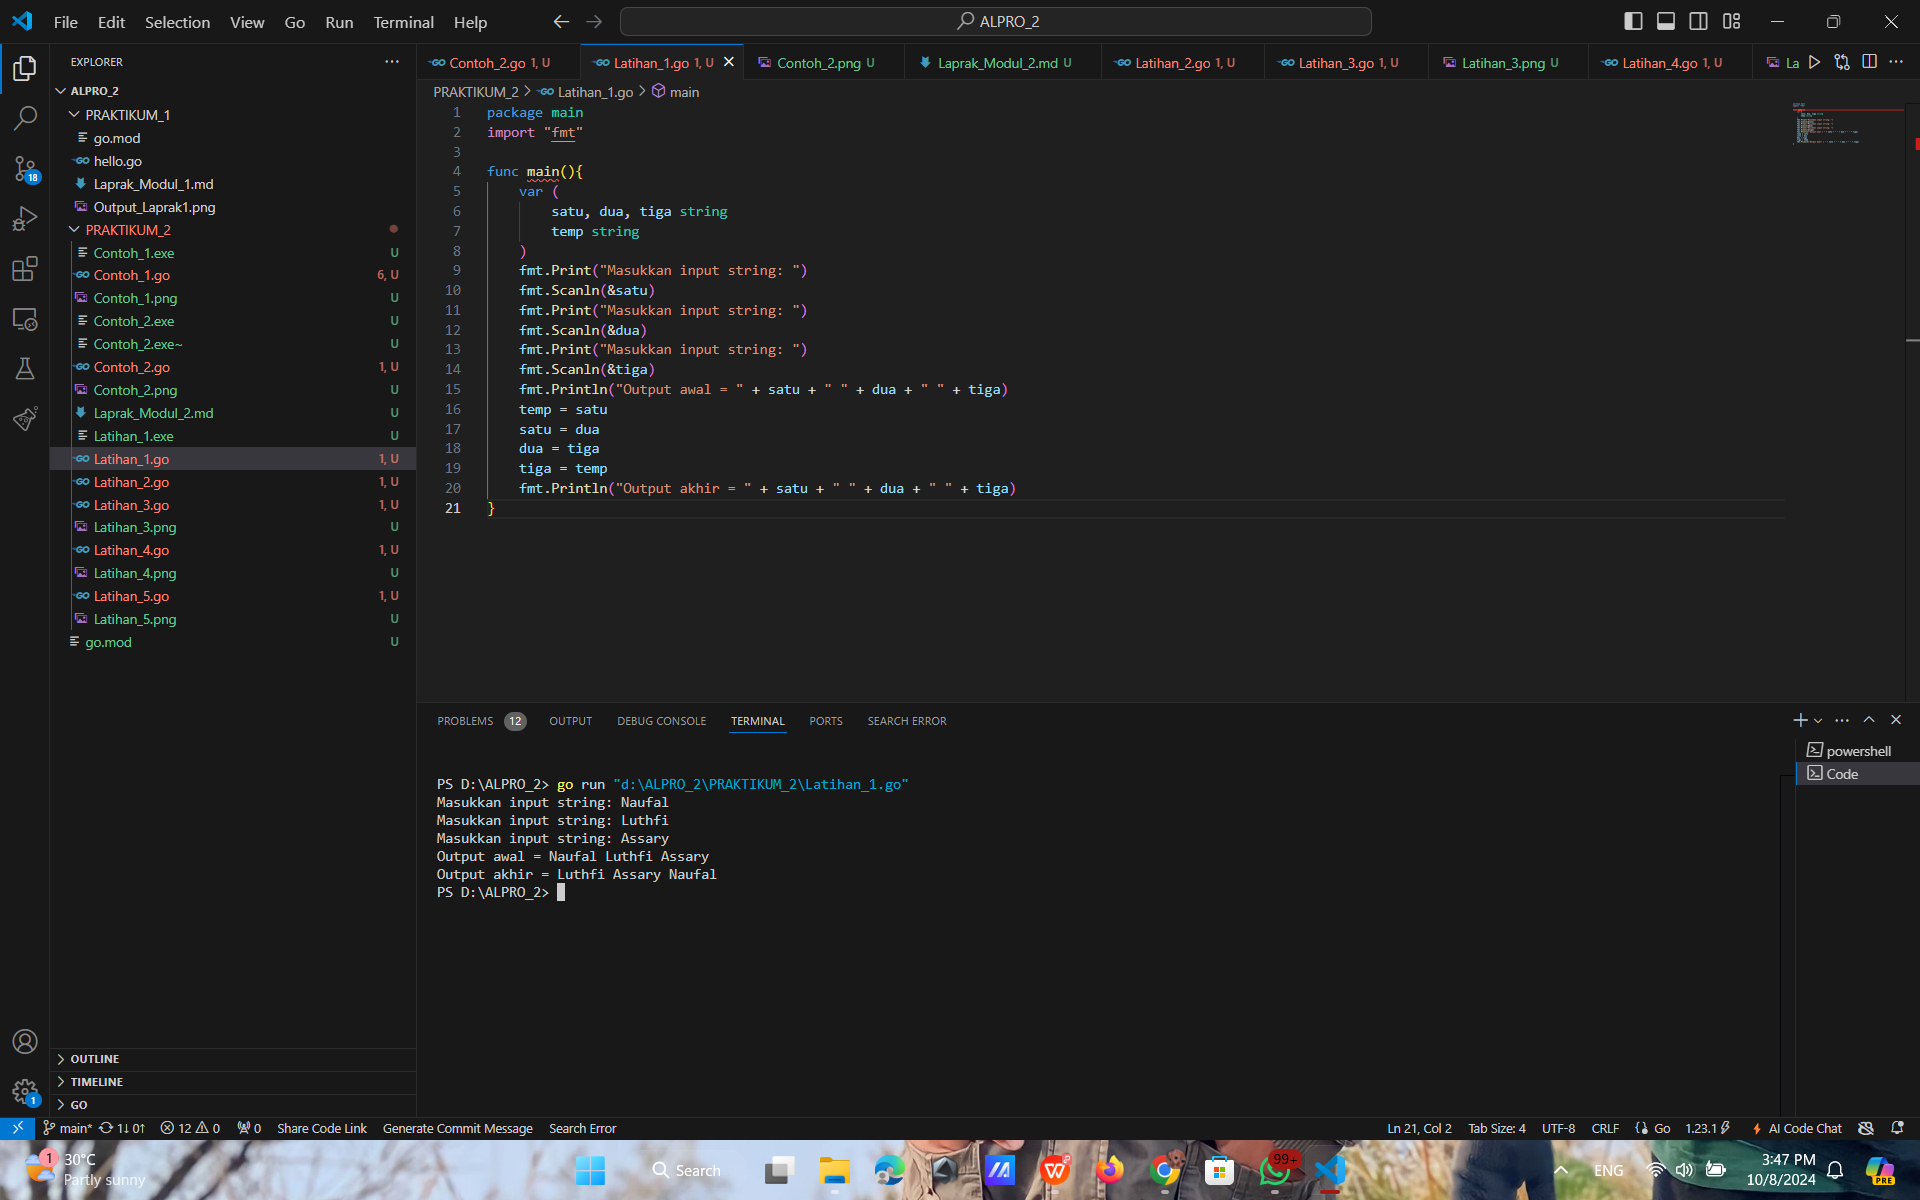 File Edit Selection View Go Run Terminal Help
ALPRO_2
EXPLORER
ALPRO_2
PRAKTIKUM_1
go.mod
hello.go
Laprak_Modul_1.md
Output_Laprak1.png
PRAKTIKUM_2
Contoh_1.exe U
Contoh_1.go 6, U
Contoh_1.png U
Contoh_2.exe U
Contoh_2.exe~ U
Contoh_2.go 1, U
Contoh_2.png U
Laprak_Modul_2.md U
Latihan_1.exe U
Latihan_1.go 1, U
Latihan_2.go 1, U
Latihan_3.go 1, U
Latihan_3.png U
Latihan_4.go 1, U
Latihan_4.png U
Latihan_5.go 1, U
Latihan_5.png U
go.mod U
OUTLINE
TIMELINE
GO
18
1
Contoh_2.go 1, U Latihan_1.go 1, U Contoh_2.png U Laprak_Modul_2.md U Latihan_2.go 1, U Latihan_3.go 1, U Latihan_3.png U Latihan_4.go 1, U La
PRAKTIKUM_2 > Latihan_1.go > main
1 package main
2 import "fmt"
3
4 func main(){
5 var (
6 satu, dua, tiga string
7 temp string
8 )
9 fmt.Print("Masukkan input string: ")
10 fmt.Scanln(&satu)
11 fmt.Print("Masukkan input string: ")
12 fmt.Scanln(&dua)
13 fmt.Print("Masukkan input string: ")
14 fmt.Scanln(&tiga)
15 fmt.Println("Output awal = " + satu + " " + dua + " " + tiga)
16 temp = satu
17 satu = dua
18 dua = tiga
19 tiga = temp
20 fmt.Println("Output akhir = " + satu + " " + dua + " " + tiga)
21 }
PROBLEMS 12 OUTPUT DEBUG CONSOLE TERMINAL PORTS SEARCH ERROR
powershell
Code
PS D:\ALPRO_2> go run "d:\ALPRO_2\PRAKTIKUM_2\Latihan_1.go"
Masukkan input string: Naufal
Masukkan input string: Luthfi
Masukkan input string: Assary
Output awal = Naufal Luthfi Assary
Output akhir = Luthfi Assary Naufal
PS D:\ALPRO_2>
main* 1↓ 0↑ 12 0 0 Share Code Link Generate Commit Message Search Error Ln 21, Col 2 Tab Size: 4 UTF-8 CRLF Go 1.23.1 AI Code Chat
1
30°C
Partly sunny
Search
99+
ENG
3:47 PM
10/8/2024
PRE